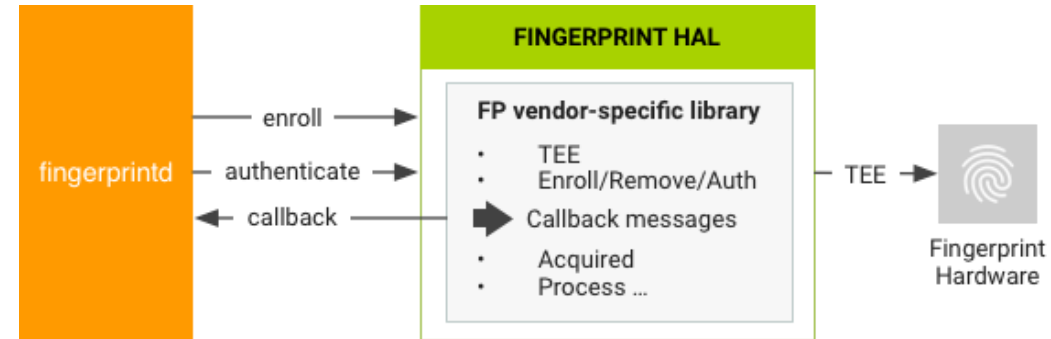 FINGERPRINT HAL
fingerprintd
enroll
authenticate
callback
FP vendor-specific library
• TEE
• Enroll/Remove/Auth
Callback messages
• Acquired
• Process ...
TEE
Fingerprint
Hardware